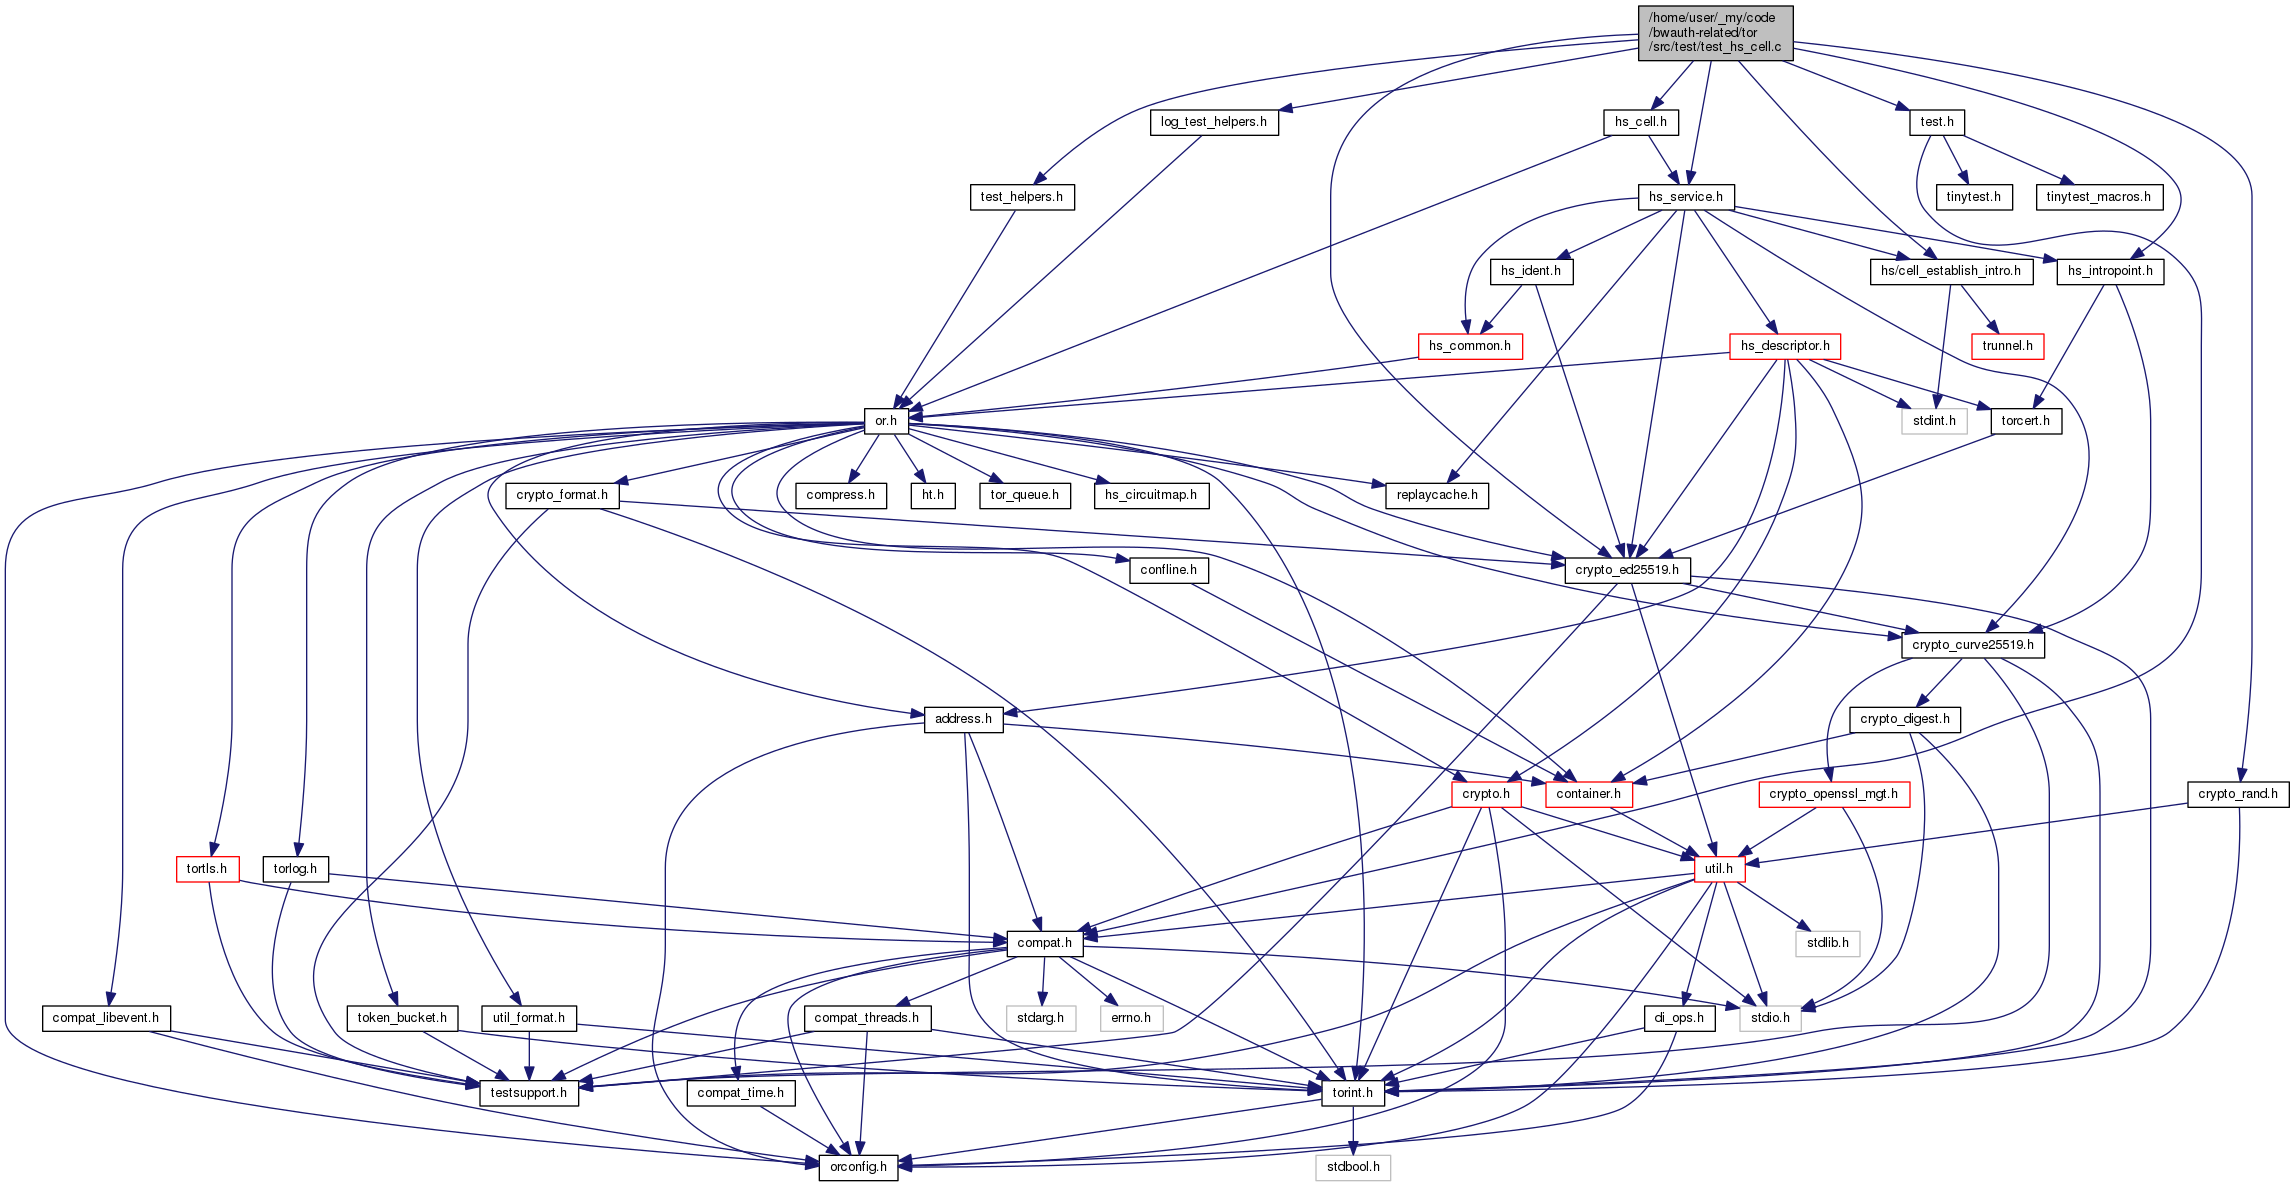 /home/user/_my/code
/bwauth-related/tor
/src/test/test_hs_cell.c
log_test_helpers.h
hs_cell.h
test.h
test_helpers.h
hs_service.h
tinytest.h
tinytest_macros.h
hs_ident.h
hs/cell_establish_intro.h
hs_intropoint.h
hs_common.h
hs_descriptor.h
trunnel.h
or.h
stdint.h
torcert.h
crypto_format.h
compress.h
ht.h
tor_queue.h
hs_circuitmap.h
replaycache.h
confline.h
crypto_ed25519.h
crypto_curve25519.h
address.h
crypto_digest.h
crypto.h
container.h
crypto_openssl_mgt.h
crypto_rand.h
tortls.h
torlog.h
util.h
compat.h
stdlib.h
compat_libevent.h
token_bucket.h
util_format.h
compat_threads.h
stdarg.h
errno.h
di_ops.h
stdio.h
testsupport.h
compat_time.h
torint.h
orconfig.h
stdbool.h